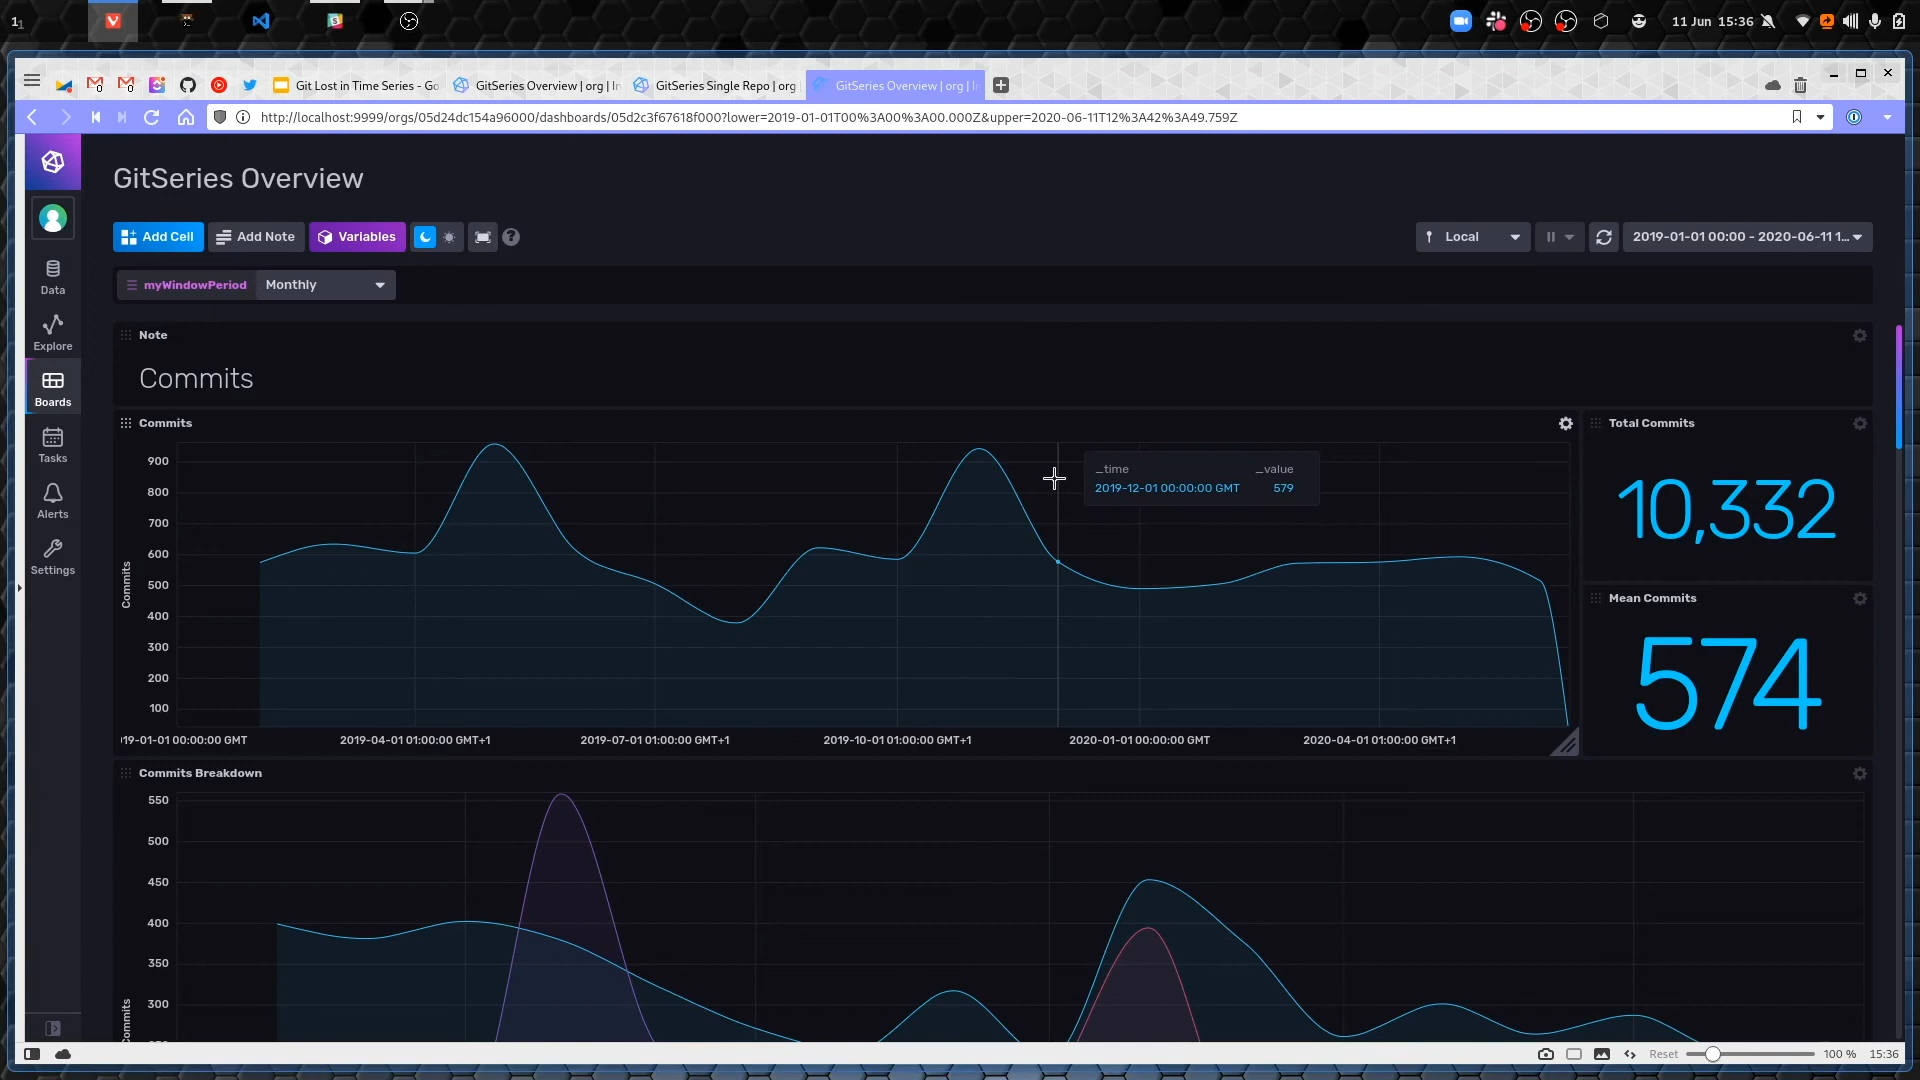 11 Jun 15:36
Git Lost in Time Series - Go
GitSeries Overview | org | In
GitSeries Single Repo | org
GitSeries Overview | org | I
http://localhost:9999/orgs/05d24dc154a96000/dashboards/05d2c3f67618f000?lower=2019-01-01T00%3A00%3A00.000Z&upper=2020-06-11T12%3A42%3A49.759Z
GitSeries Overview
Add Cell
Add Note
Variables
Local
2019-01-01 00:00 - 2020-06-11 1...
myWindowPeriod
Monthly
Data
Explore
Boards
Tasks
Alerts
Settings
Note
Commits
Commits
900
800
700
600
500
400
300
200
100
Commits
_time _value
2019-12-01 00:00:00 GMT 579
19-01-01 00:00:00 GMT
2019-04-01 01:00:00 GMT+1
2019-07-01 01:00:00 GMT+1
2019-10-01 01:00:00 GMT+1
2020-01-01 00:00:00 GMT
2020-04-01 01:00:00 GMT+1
Total Commits
10,332
Mean Commits
574
Commits Breakdown
550
500
450
400
350
300
Commits
Reset
100 %
15:36